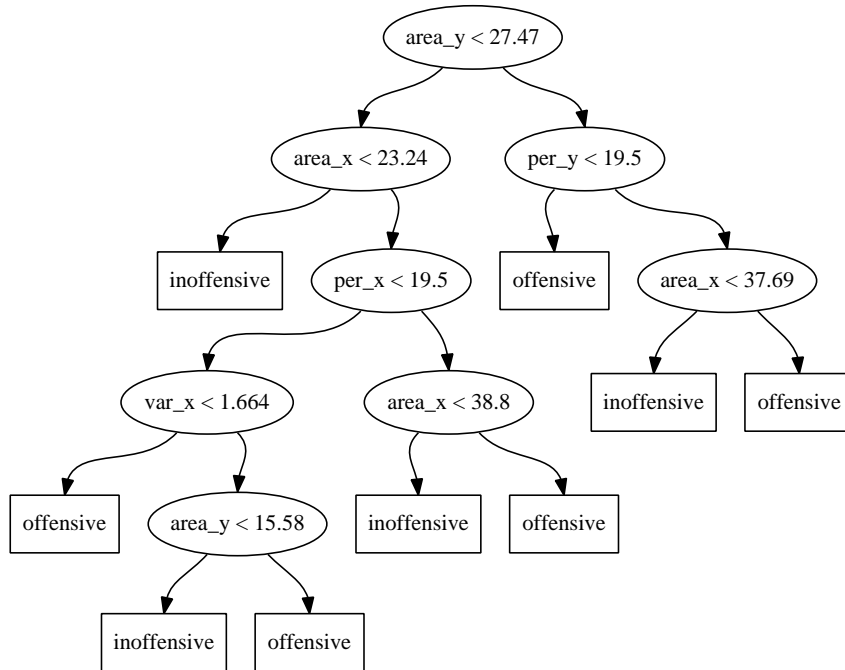 area_y < 27.47
area_x < 23.24
per_y < 19.5
inoffensive
per_x < 19.5
offensive
area_x < 37.69
var_x < 1.664
area_x < 38.8
inoffensive
offensive
offensive
area_y < 15.58
inoffensive
offensive
inoffensive
offensive